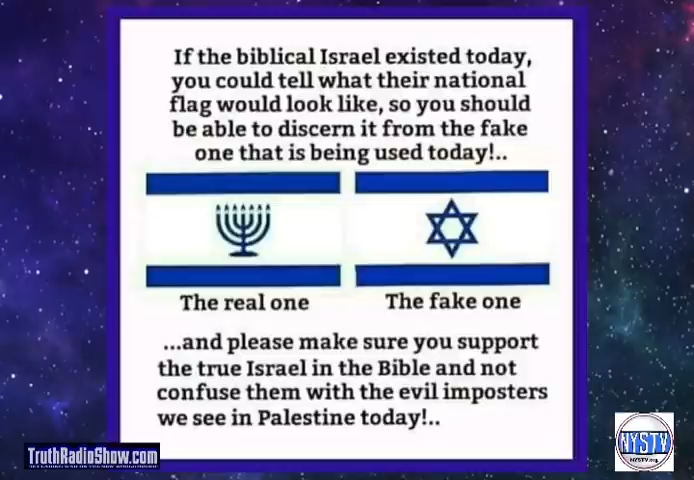 If the biblical Israel existed today,
you could tell what their national
flag would look like, so you should
be able to discern it from the fake
one that is being used today!..
The real one
The fake one
...and please make sure you support
the true Israel in the Bible and not
confuse them with the evil imposters
we see in Palestine today!..
TruthRadioShow.com
NYSTV
NYSTV.org